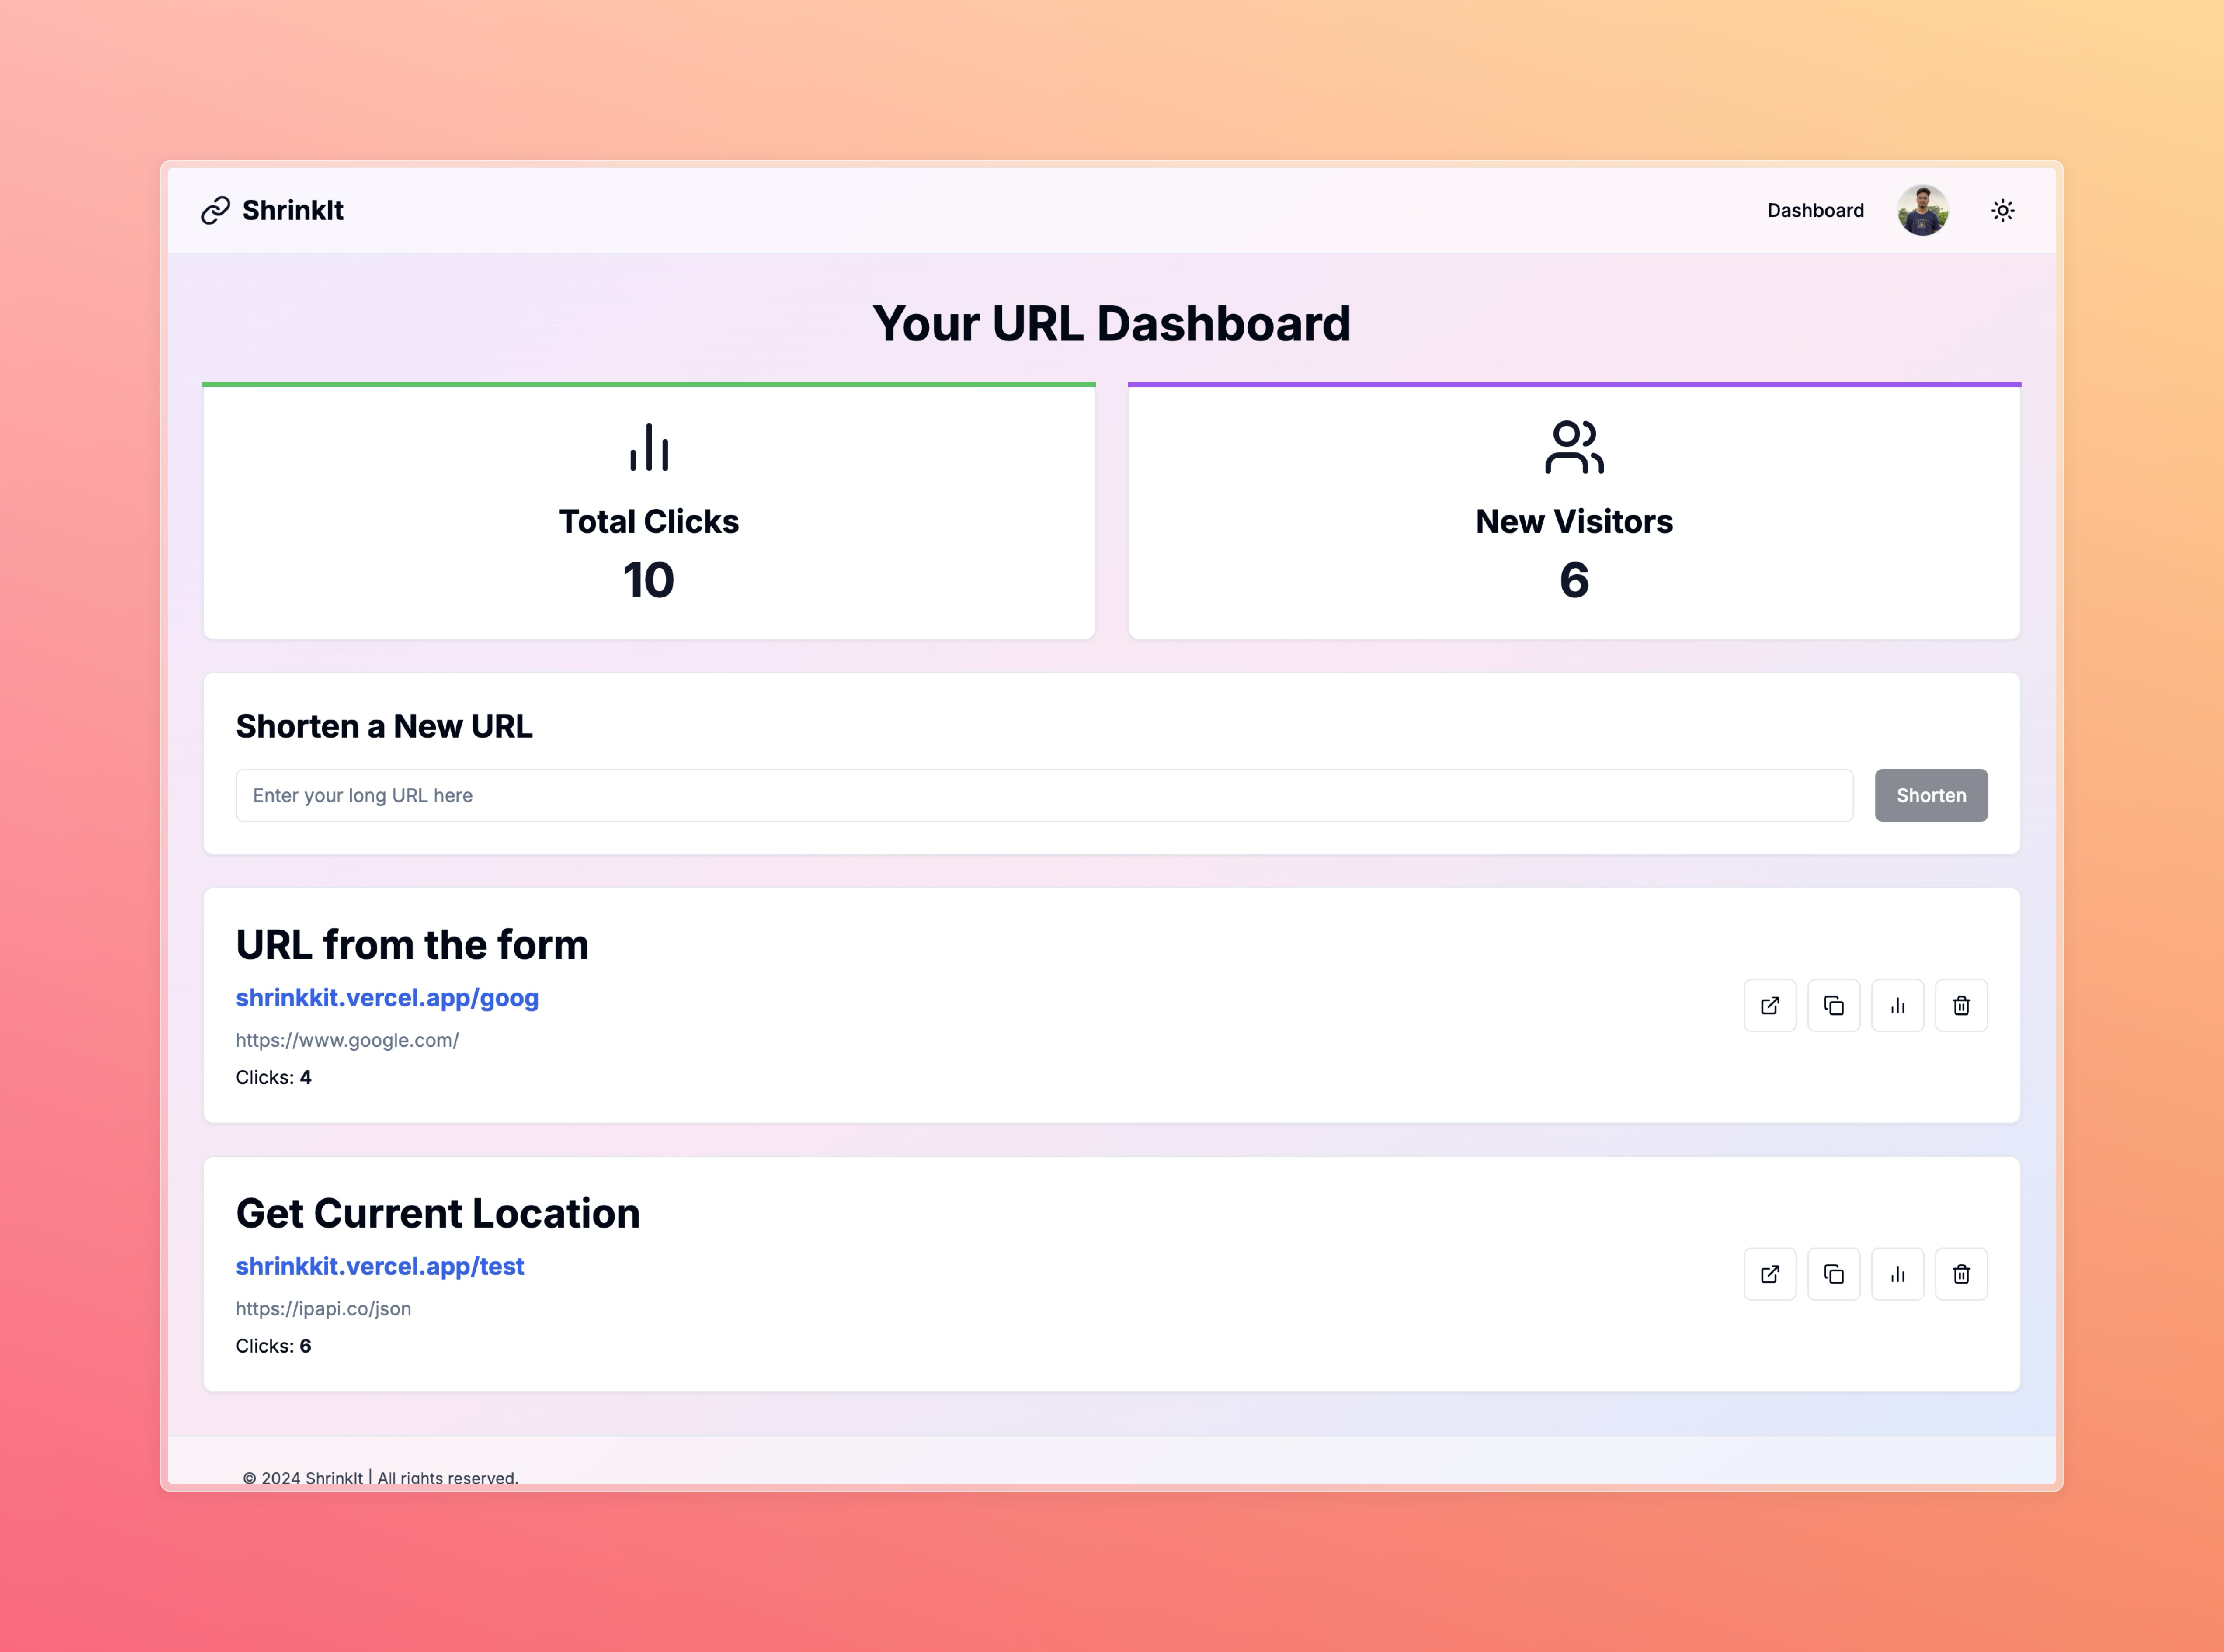 ShrinkIt
Dashboard
Your URL Dashboard
Total Clicks
10
New Visitors
6
Shorten a New URL
Enter your long URL here
Shorten
URL from the form
shrinkkit.vercel.app/goog
https://www.google.com/
Clicks: 4
Get Current Location
shrinkkit.vercel.app/test
https://ipapi.co/json
Clicks: 6
© 2024 ShrinkIt | All rights reserved.